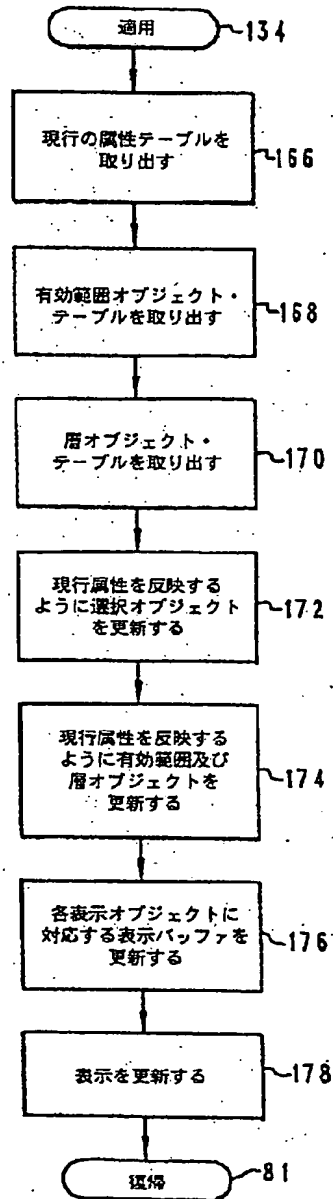 適用
134
現行の属性テーブルを
取り出す
166
有効範囲オブジェクト・
テーブルを取り出す
168
層オブジェクト・
テーブルを取出す
170
現行属性を反映する
ように選択オブジェクト
を更新する
172
現行属性を反映する
ように有効範囲及び
層オブジェクトを
更新する
174
各表示オブジェクトに
対応する表示バッファを
更新する
176
表示を更新する
178
復帰
81